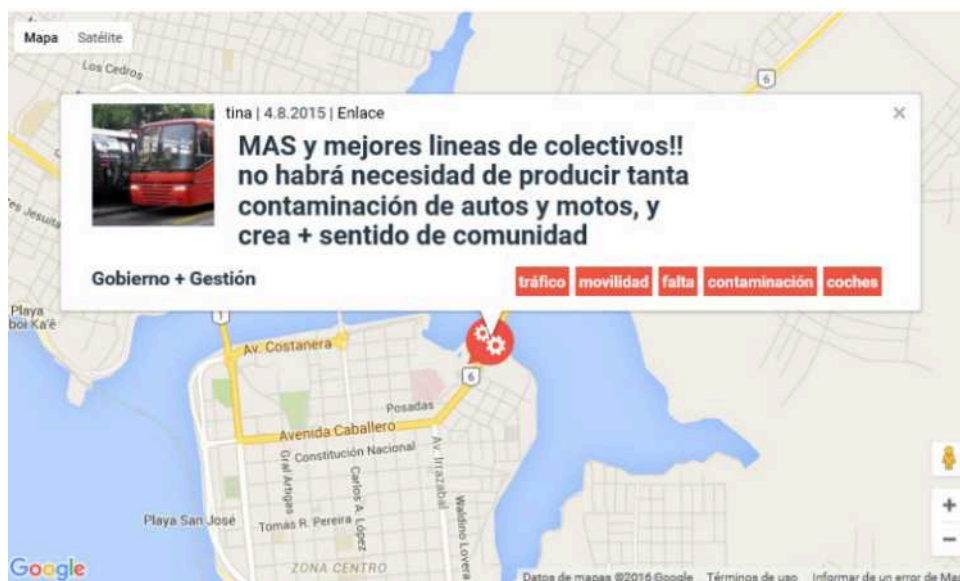 Mapa Satélite
Los Cedros
6
tina | 4.8.2015 | Enlace
×
MAS y mejores lineas de colectivos!!
no habrá necesidad de producir tanta
contaminación de autos y motos, y
crea + sentido de comunidad
Gobierno + Gestión
tráfico movilidad falta contaminación coches
Jesuita
Playa
boi Ka'ê
1
Av. Costanera
6
Posadas
Avenida Caballero
Constitución Nacional
Gral Artigas
Carlos A. López
Av. Irrazabal
Waldino Lovera
Playa San José
Tomás R. Pereira
ZONA CENTRO
+
−
Google
Datos de mapas ©2016 Google Términos de uso Informar de un error de Ma